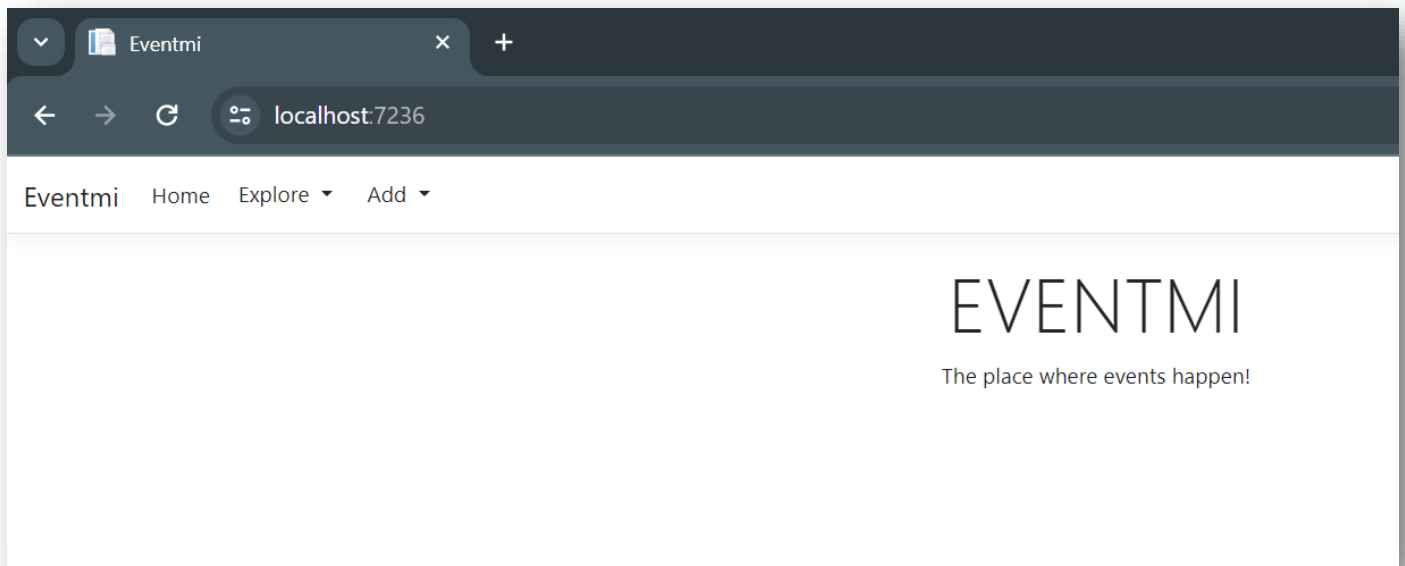 Eventmi
localhost:7236
Eventmi Home Explore Add
EVENTMI
The place where events happen!